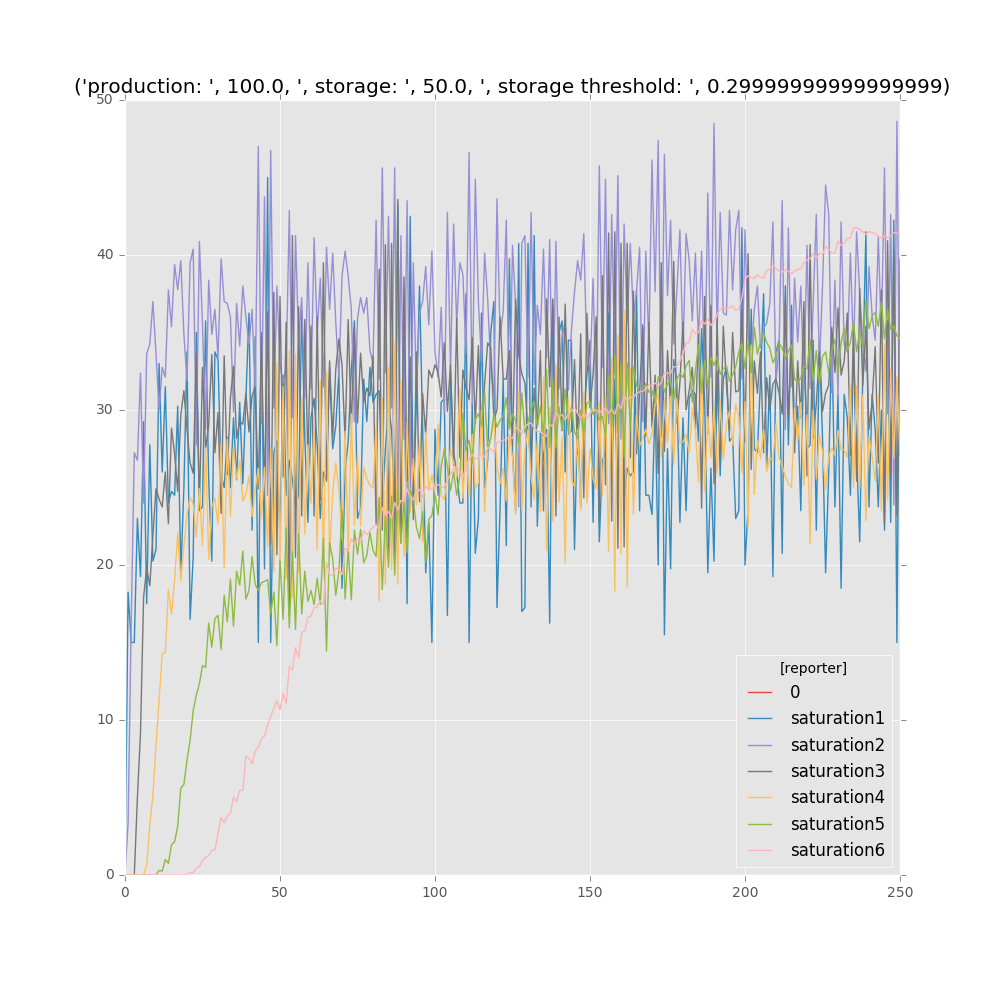 ('production: ', 100.0, ', storage: ', 50.0, ', storage threshold: ', 0.29999999999999999)
50
40
30
20
10
0
0 50 100 150 200 250
[reporter]
0
saturation1
saturation2
saturation3
saturation4
saturation5
saturation6